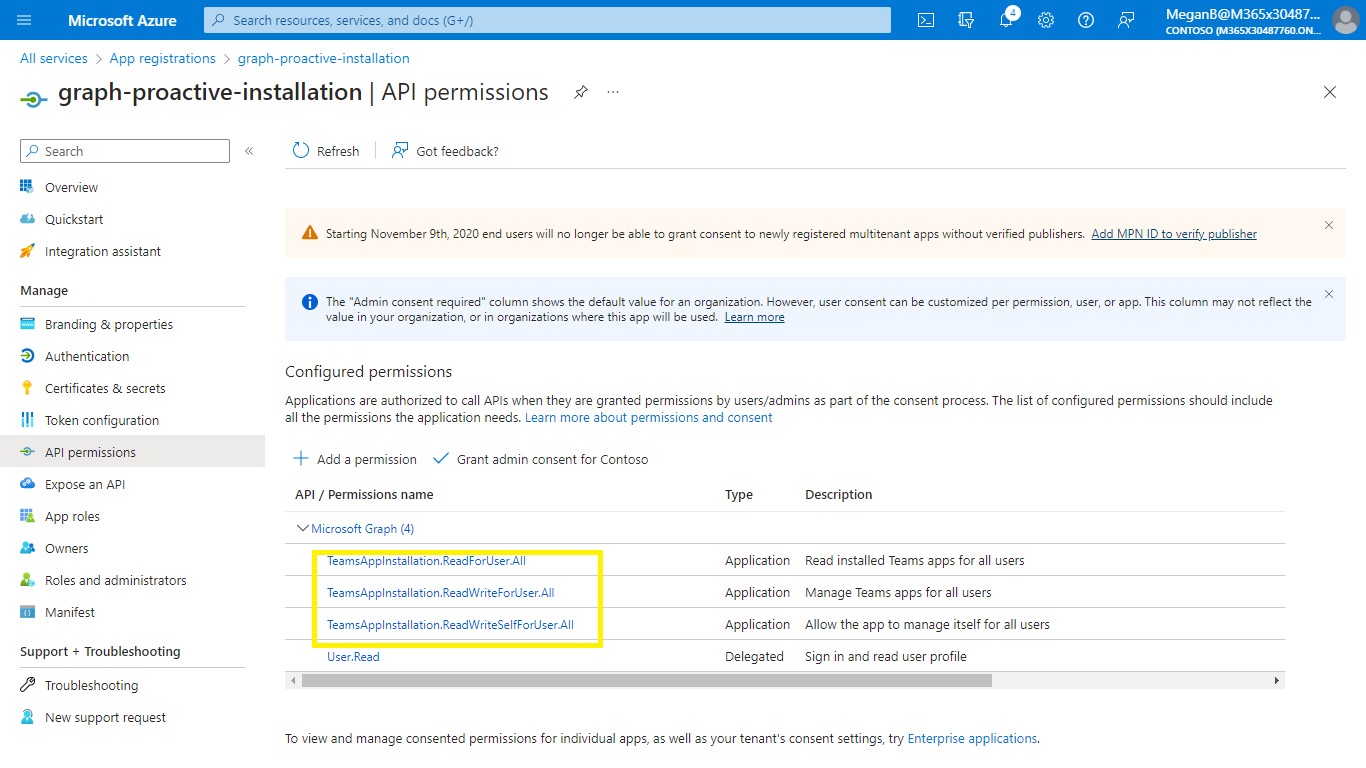 Microsoft Azure
Search resources, services, and docs (G+/)
4
MeganB@M365x30487...
CONTOSO (M365X30487760.ON...
All services > App registrations > graph-proactive-installation
graph-proactive-installation | API permissions
...
Search
«
Refresh
Got feedback?
Overview
Quickstart
Integration assistant
Manage
Branding & properties
Authentication
Certificates & secrets
Token configuration
API permissions
Expose an API
App roles
Owners
Roles and administrators
Manifest
Support + Troubleshooting
Troubleshooting
New support request
Starting November 9th, 2020 end users will no longer be able to grant consent to newly registered multitenant apps without verified publishers. Add MPN ID to verify publisher
The "Admin consent required" column shows the default value for an organization. However, user consent can be customized per permission, user, or app. This column may not reflect the
value in your organization, or in organizations where this app will be used. Learn more
Configured permissions
Applications are authorized to call APIs when they are granted permissions by users/admins as part of the consent process. The list of configured permissions should include
all the permissions the application needs. Learn more about permissions and consent
Add a permission
Grant admin consent for Contoso
API / Permissions name Type Description
Microsoft Graph (4)
TeamsAppInstallation.ReadForUser.All Application Read installed Teams apps for all users
TeamsAppInstallation.ReadWriteForUser.All Application Manage Teams apps for all users
TeamsAppInstallation.ReadWriteSelfForUser.All Application Allow the app to manage itself for all users
User.Read Delegated Sign in and read user profile
To view and manage consented permissions for individual apps, as well as your tenant's consent settings, try Enterprise applications.